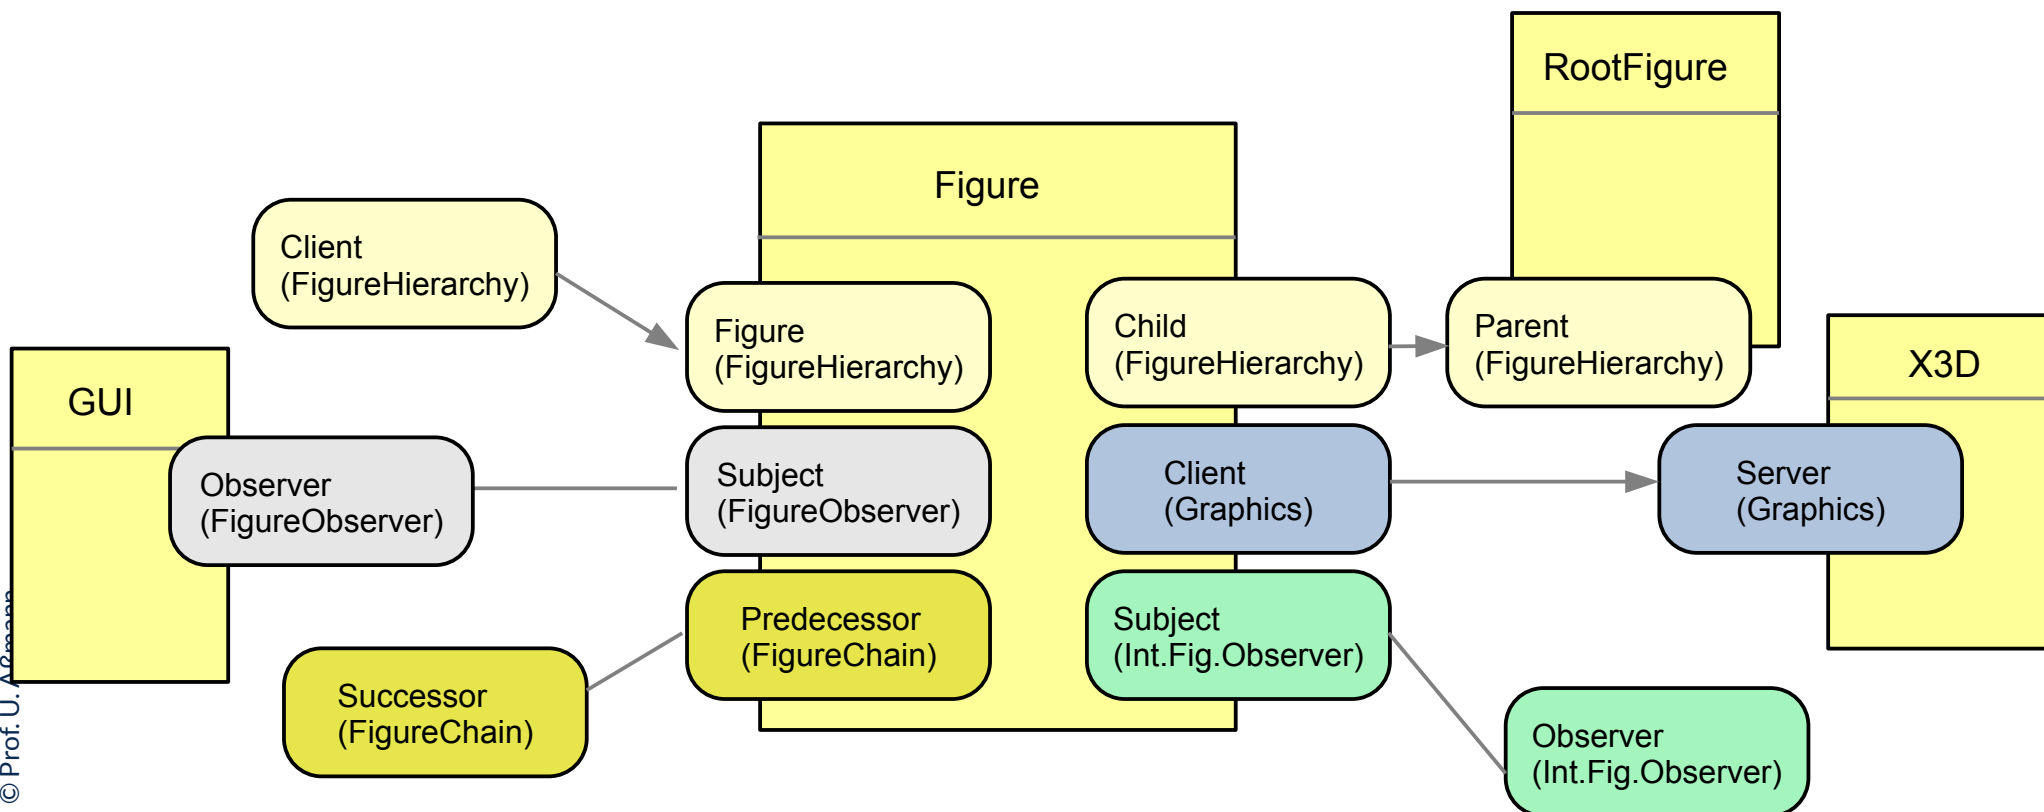 RootFigure
Figure
Client
(FigureHierarchy)
Figure
(FigureHierarchy)
Child
(FigureHierarchy)
Parent
(FigureHierarchy)
X3D
GUI
Observer
(FigureObserver)
Subject
(FigureObserver)
Client
(Graphics)
Server
(Graphics)
Predecessor
(FigureChain)
Subject
(Int.Fig.Observer)
Successor
(FigureChain)
Observer
(Int.Fig.Observer)
© Prof. U. Aßmann